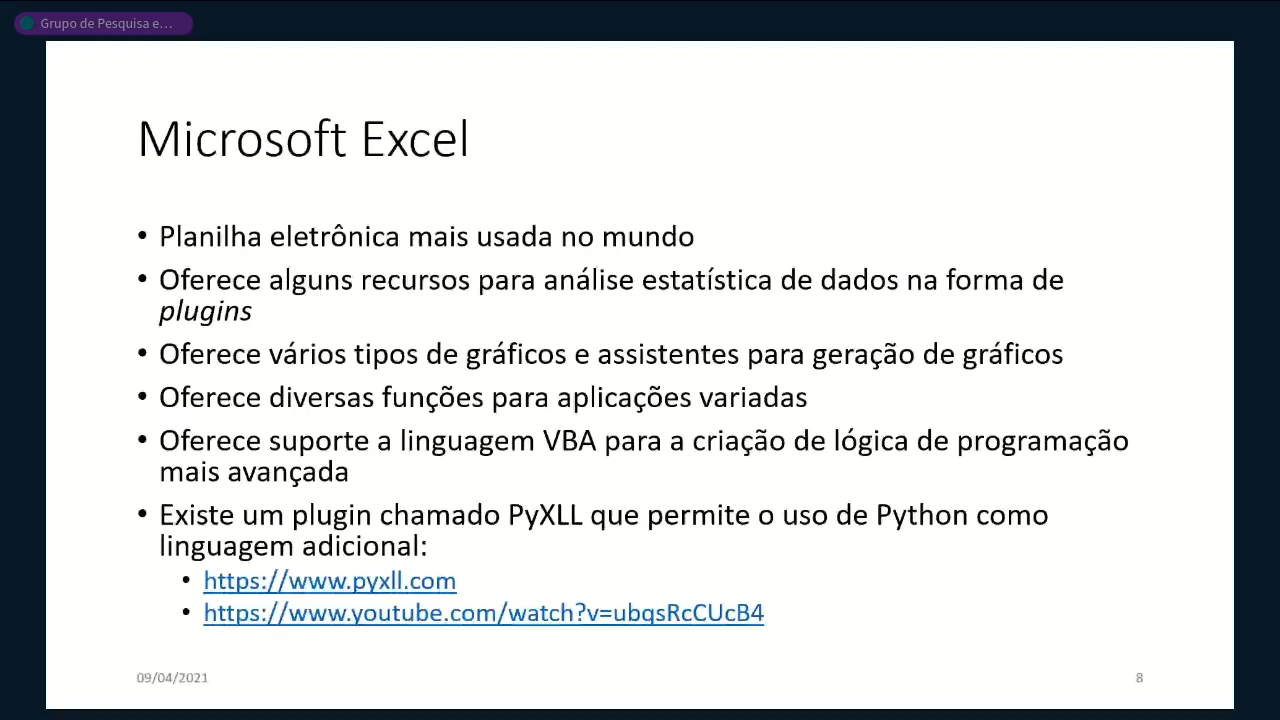 Grupo de Pesquisa e...
Microsoft Excel
• Planilha eletrônica mais usada no mundo
• Oferece alguns recursos para análise estatística de dados na forma de
plugins
• Oferece vários tipos de gráficos e assistentes para geração de gráficos
• Oferece diversas funções para aplicações variadas
• Oferece suporte a linguagem VBA para a criação de lógica de programação
mais avançada
• Existe um plugin chamado PyXLL que permite o uso de Python como
linguagem adicional:
• https://www.pyxll.com
• https://www.youtube.com/watch?v=ubqsRcCUcB4
09/04/2021
8